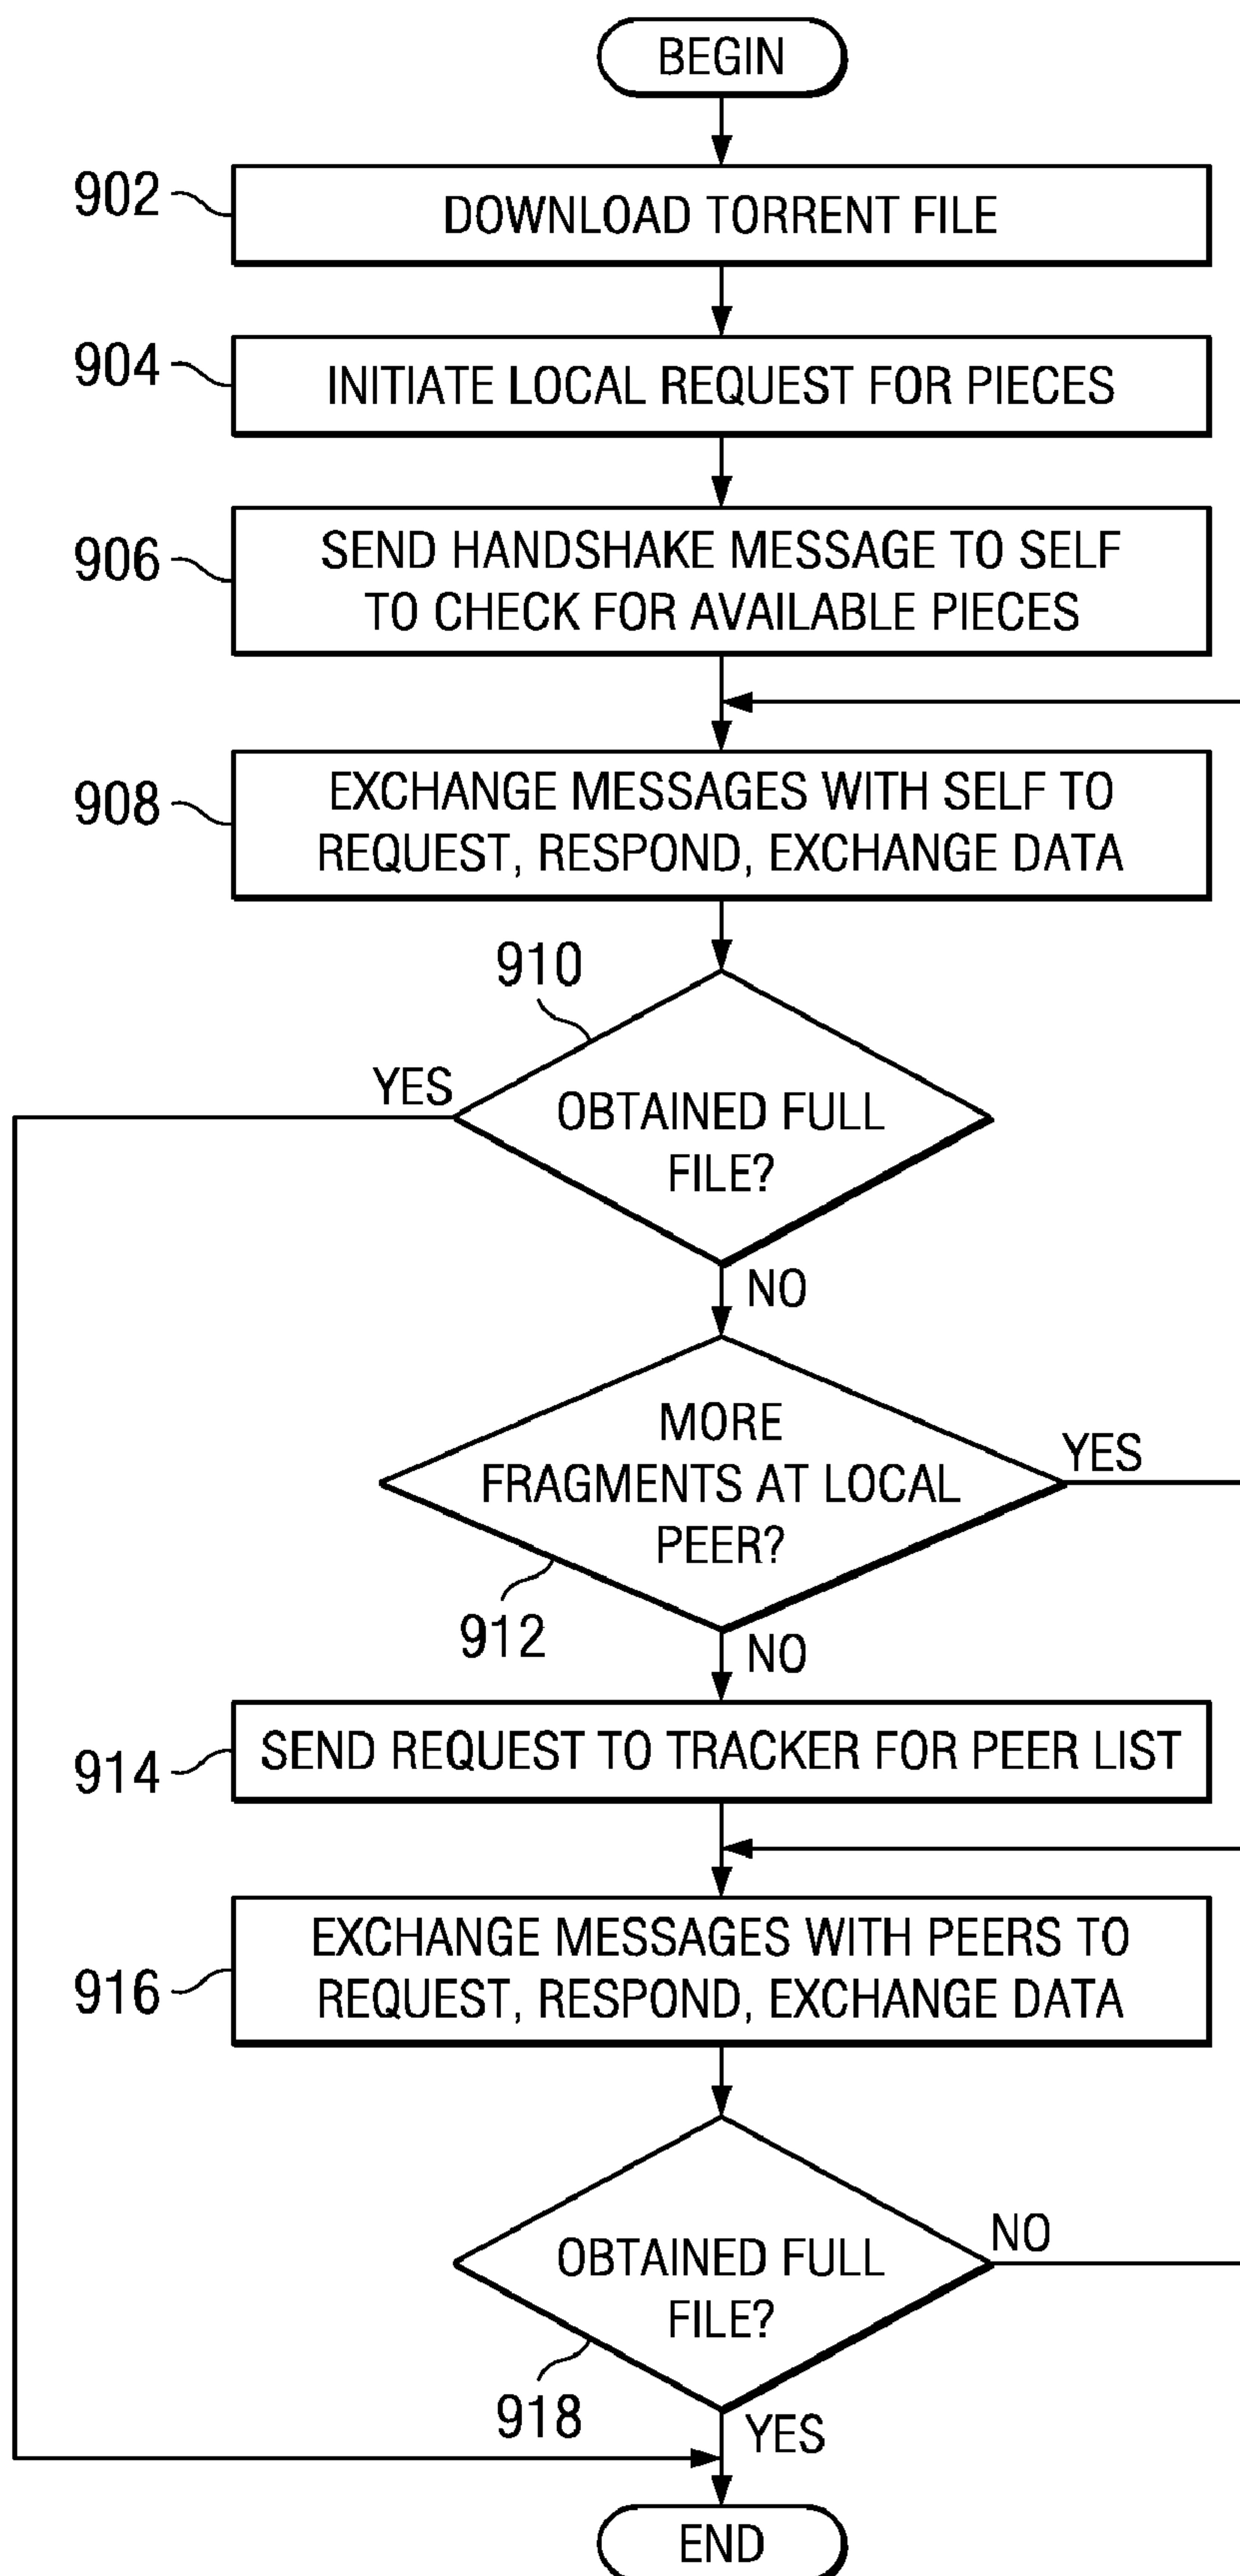 BEGIN
902
DOWNLOAD TORRENT FILE
904
INITIATE LOCAL REQUEST FOR PIECES
906
SEND HANDSHAKE MESSAGE TO SELF
TO CHECK FOR AVAILABLE PIECES
908
EXCHANGE MESSAGES WITH SELF TO
REQUEST, RESPOND, EXCHANGE DATA
910
YES
OBTAINED FULL
FILE?
NO
MORE
FRAGMENTS AT LOCAL
PEER?
YES
912
NO
914
SEND REQUEST TO TRACKER FOR PEER LIST
916
EXCHANGE MESSAGES WITH PEERS TO
REQUEST, RESPOND, EXCHANGE DATA
OBTAINED FULL
FILE?
NO
918
YES
END